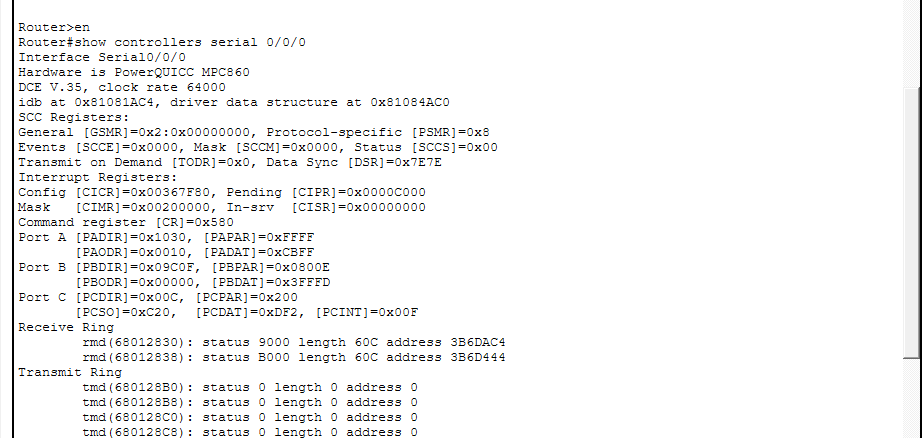 Router>en
Router#show controllers serial 0/0/0
Interface Serial0/0/0
Hardware is PowerQUICC MPC860
DCE V.35, clock rate 64000
idb at 0x81081AC4, driver data structure at 0x81084AC0
SCC Registers:
General [GSMR]=0x2:0x00000000, Protocol-specific [PSMR]=0x8
Events [SCCE]=0x0000, Mask [SCCM]=0x0000, Status [SCCS]=0x00
Transmit on Demand [TODR]=0x0, Data Sync [DSR]=0x7E7E
Interrupt Registers:
Config [CICR]=0x00367F80, Pending [CIPR]=0x0000C000
Mask   [CIMR]=0x00200000, In-srv  [CISR]=0x00000000
Command register [CR]=0x580
Port A [PADIR]=0x1030, [PAPAR]=0xFFFF
       [PAODR]=0x0010, [PADAT]=0xCBFF
Port B [PBDIR]=0x09C0F, [PBPAR]=0x0800E
       [PBODR]=0x00000, [PBDAT]=0x3FFFD
Port C [PCDIR]=0x00C, [PCPAR]=0x200
       [PCSO]=0xC20,  [PCDAT]=0xDF2, [PCINT]=0x00F
Receive Ring
        rmd(68012830): status 9000 length 60C address 3B6DAC4
        rmd(68012838): status B000 length 60C address 3B6D444
Transmit Ring
        tmd(680128B0): status 0 length 0 address 0
        tmd(680128B8): status 0 length 0 address 0
        tmd(680128C0): status 0 length 0 address 0
        tmd(680128C8): status 0 length 0 address 0